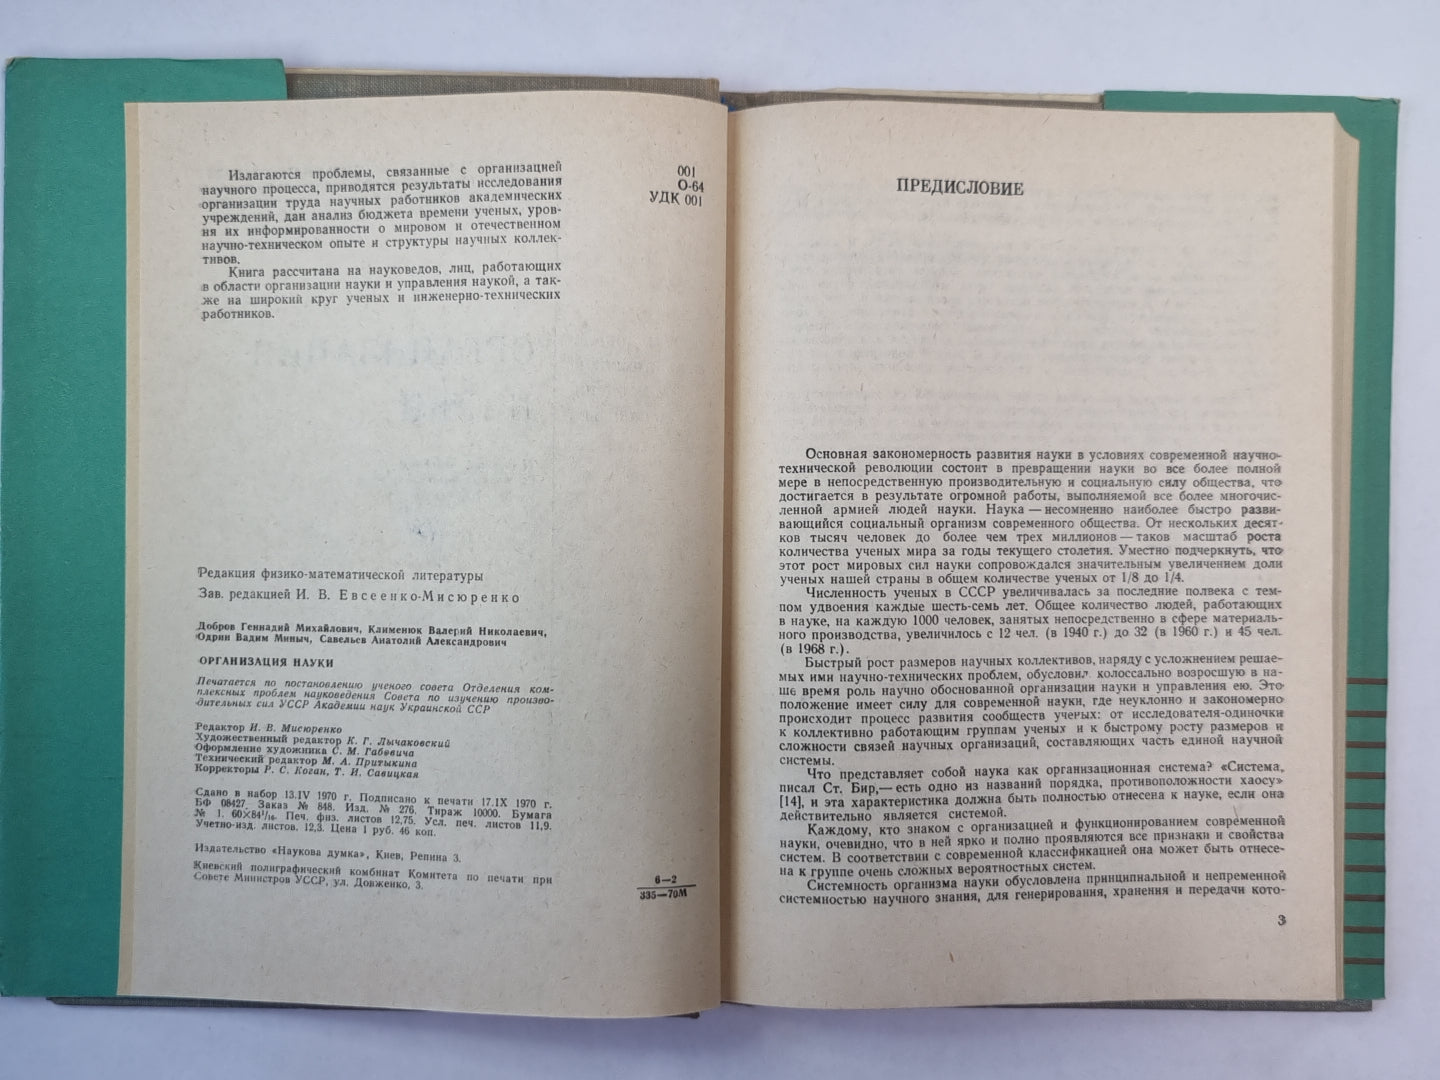 Излагаются проблемы, связанные с организацией
научного процесса, приводятся результаты исследования
организации труда научных работников академических
учреждений, дан анализ бюджета времени ученых, уров-
ня их информированности о мировом и отечественном
научно-техническом опыте и структуры научных коллек-
тивов.
Книга рассчитана на науковедов, лиц, работающих
в области организации науки и управления наукой, а так-
же на широкий круг ученых и инженерно-технических
работников.
001
О-64
УДК 001
Редакция физико-математической литературы
Зав. редакцией И. В. Евсеенко-Мисюренко
Добров Геннадий Михайлович, Клименюк Валерий Николаевич,
Одрин Вадим Миныч, Савельев Анатолий Александрович
ОРГАНИЗАЦИЯ НАУКИ
Печатается по постановлению ученого совета Отделения ком-
плексных проблем науковедения Совета по изучению произво-
дительных сил УССР Академии наук Украинской ССР
Редактор И. В. Мисюренко
Художественный редактор К. Г. Лычаковский
Оформление художника С. М. Габовича
Технический редактор М. А. Притыкина
Корректоры Р. С. Коган, Т. И. Савицкая
Сдано в набор 13.IV 1970 г. Подписано к печати 17.IX 1970 г.
БФ 08427 Заказ № 848. Изд. № 276. Тираж 10000. Бумага
№ 1. 60×84¹/₁₆. Печ. физ. листов 12,75. Усл. печ. листов 11,9.
Учетно-изд. листов. 12,3. Цена 1 руб. 46 коп.
Издательство «Наукова думка», Киев, Репина 3.
Киевский полиграфический комбинат Комитета по печати при
Совете Министров УССР, ул. Довженко, 3.
6—2
335—70М
ПРЕДИСЛОВИЕ
Основная закономерность развития науки в условиях современной научно-
технической революции состоит в превращении науки во все более полной
мере в непосредственную производительную и социальную силу общества, что
достигается в результате огромной работы, выполняемой все более многочис-
ленной армией людей науки. Наука — несомненно наиболее быстро разви-
вающийся социальный организм современного общества. От нескольких десят-
ков тысяч человек до более чем трех миллионов — таков масштаб роста
количества ученых мира за годы текущего столетия. Уместно подчеркнуть, что
этот рост мировых сил науки сопровождался значительным увеличением доли
ученых нашей страны в общем количестве ученых от 1/8 до 1/4.
Численность ученых в СССР увеличивалась за последние полвека с тем-
пом удвоения каждые шесть-семь лет. Общее количество людей, работающих
в науке, на каждую 1000 человек, занятых непосредственно в сфере материаль-
ного производства, увеличилось с 12 чел. (в 1940 г.) до 32 (в 1960 г.) и 45 чел.
(в 1968 г.).
Быстрый рост размеров научных коллективов, наряду с усложнением решае-
мых ими научно-технических проблем, обусловил колоссально возросшую в на-
ше время роль научно обоснованной организации науки и управления ею. Это
положение имеет силу для современной науки, где неуклонно и закономерно
происходит процесс развития сообществ ученых: от исследователя-одиночки
к коллективно работающим группам ученых и к быстрому росту размеров и
сложности связей научных организаций, составляющих часть единой научной
системы.
Что представляет собой наука как организационная система? «Система,
писал Ст. Бир,— есть одно из названий порядка, противоположности хаосу»
[14], и эта характеристика должна быть полностью отнесена к науке, если она
действительно является системой.
Каждому, кто знаком с организацией и функционированием современной
науки, очевидно, что в ней ярко и полно проявляются все признаки и свойства
систем. В соответствии с современной классификацией она может быть отнесе-
на к группе очень сложных вероятностных систем.
Системность организма науки обусловлена принципиальной и непременной
системностью научного знания, для генерирования, хранения и передачи кото-
3